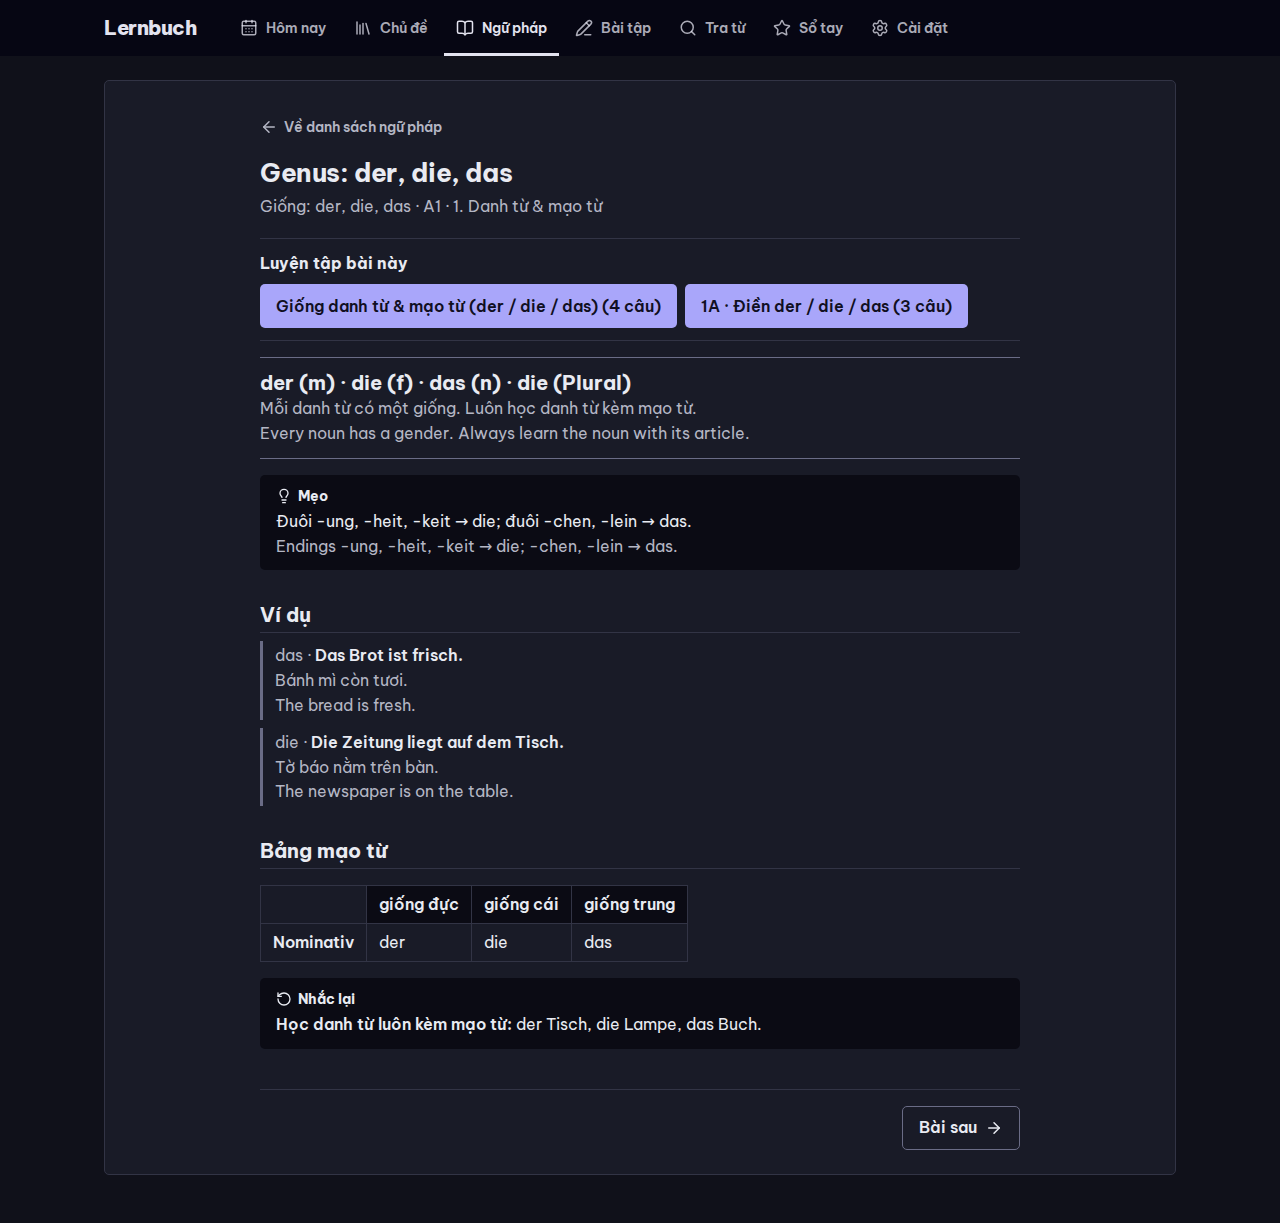 Lernbuch
Hôm nay
Chủ đề
Ngữ pháp
Bài tập
Tra từ
Sổ tay
Cài đặt
Về danh sách ngữ pháp
Genus: der, die, das
Giống: der, die, das · A1 · 1. Danh từ & mạo từ
Luyện tập bài này
Giống danh từ & mạo từ (der / die / das) (4 câu)
1A · Điền der / die / das (3 câu)
der (m) · die (f) · das (n) · die (Plural)
Mỗi danh từ có một giống. Luôn học danh từ kèm mạo từ.
Every noun has a gender. Always learn the noun with its article.
Mẹo
Đuôi -ung, -heit, -keit → die; đuôi -chen, -lein → das.
Endings -ung, -heit, -keit → die; -chen, -lein → das.
Ví dụ
das · Das Brot ist frisch.
Bánh mì còn tươi.
The bread is fresh.
die · Die Zeitung liegt auf dem Tisch.
Tờ báo nằm trên bàn.
The newspaper is on the table.
Bảng mạo từ
giống đực giống cái giống trung
Nominativ der die das
Nhắc lại
Học danh từ luôn kèm mạo từ: der Tisch, die Lampe, das Buch.
Bài sau